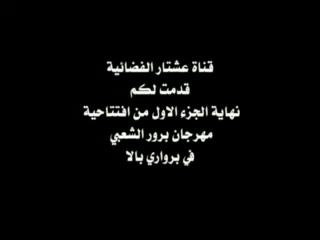 قناة عشتار الفضائية
قدمت لكم
نهاية الجزء الاول من افتتاحية
مهرجان برور الشعبي
في برواري بالا